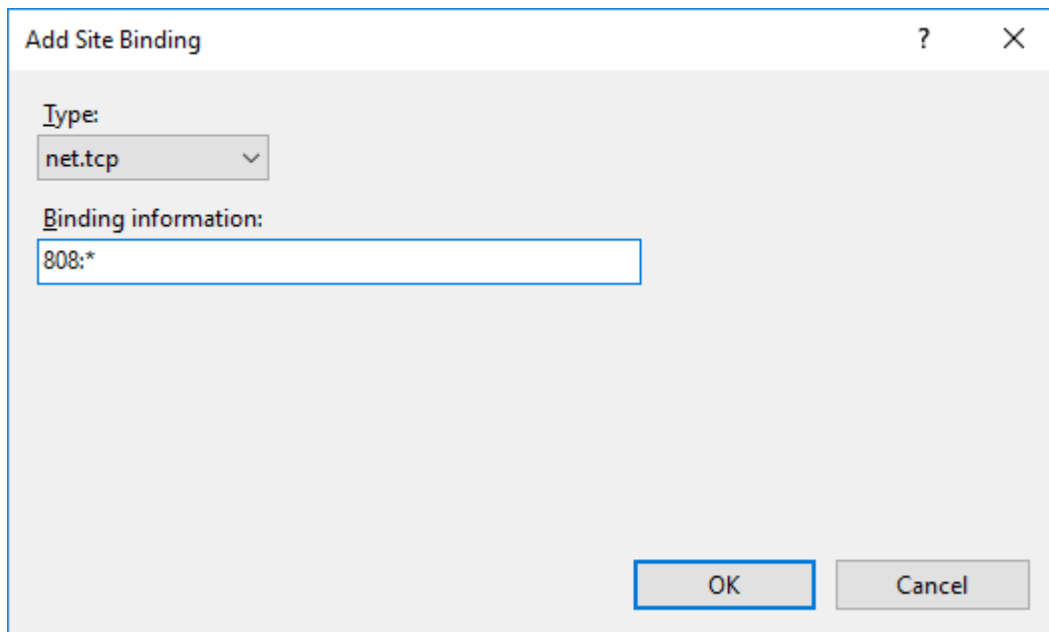 Add Site Binding ?
Type:
net.tcp
Binding information:
808:*
OK Cancel